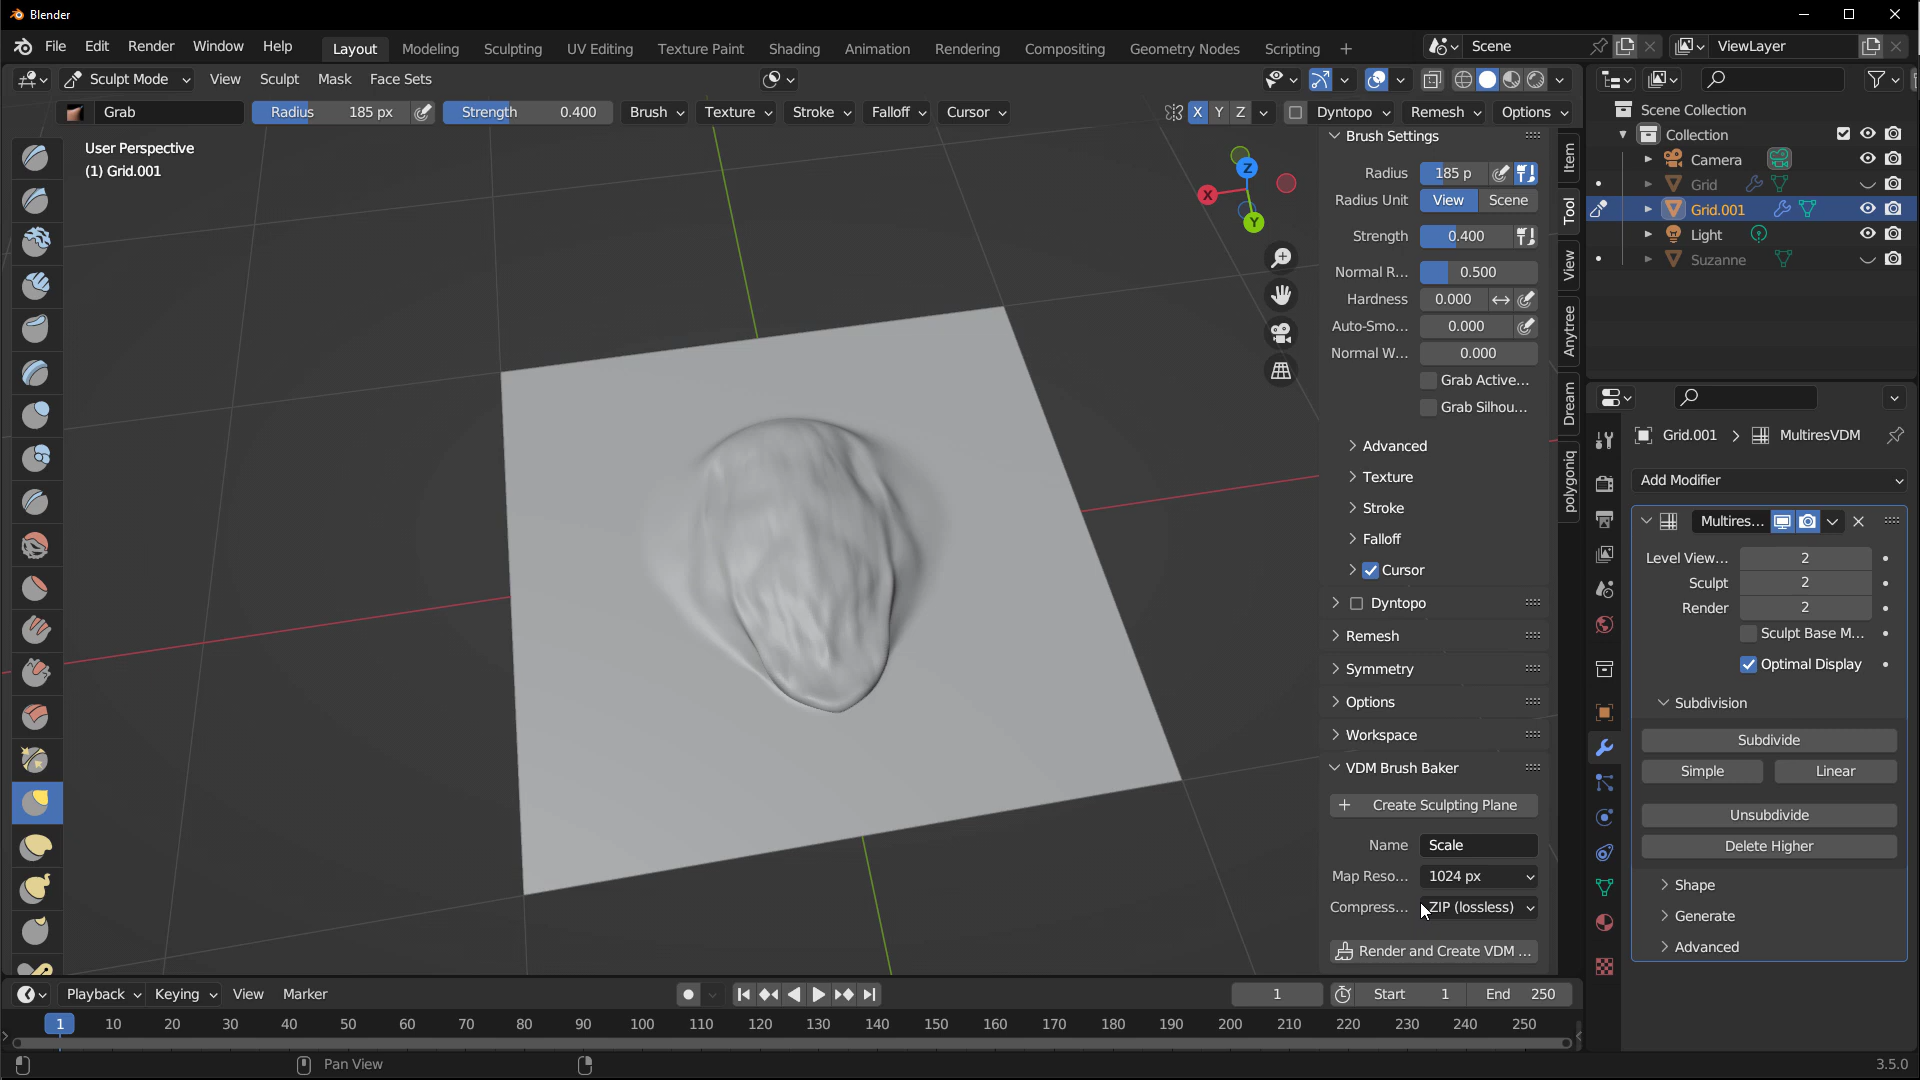 Blender
File Edit Render Window Help Layout Modeling Sculpting UV Editing Texture Paint Shading Animation Rendering Compositing Geometry Nodes Scripting + Scene ViewLayer
Sculpt Mode View Sculpt Mask Face Sets
Grab Radius 185 px Strength 0.400 Brush Texture Stroke Falloff Cursor X Y Z Dyntopo Remesh Options
User Perspective
(1) Grid.001
Z
X
Y
Brush Settings
Radius 185 p
Radius Unit View Scene
Strength 0.400
Normal R... 0.500
Hardness 0.000
Auto-Smo... 0.000
Normal W... 0.000
Grab Active...
Grab Silhou...
Advanced
Texture
Stroke
Falloff
Cursor
Dyntopo
Remesh
Symmetry
Options
Workspace
VDM Brush Baker
Create Sculpting Plane
Name Scale
Map Reso... 1024 px
Compress... ZIP (lossless)
Render and Create VDM ...
Item
Tool
View
Anytree
Dream
polygoniq
Scene Collection
Collection
Camera
Grid
Grid.001
Light
Suzanne
Grid.001 MultiresVDM
Add Modifier
Multires...
Level View... 2
Sculpt 2
Render 2
Sculpt Base M...
Optimal Display
Subdivision
Subdivide
Simple Linear
Unsubdivide
Delete Higher
Shape
Generate
Advanced
Playback Keying View Marker 1 Start 1 End 250
1 10 20 30 40 50 60 70 80 90 100 110 120 130 140 150 160 170 180 190 200 210 220 230 240 250
Pan View 3.5.0